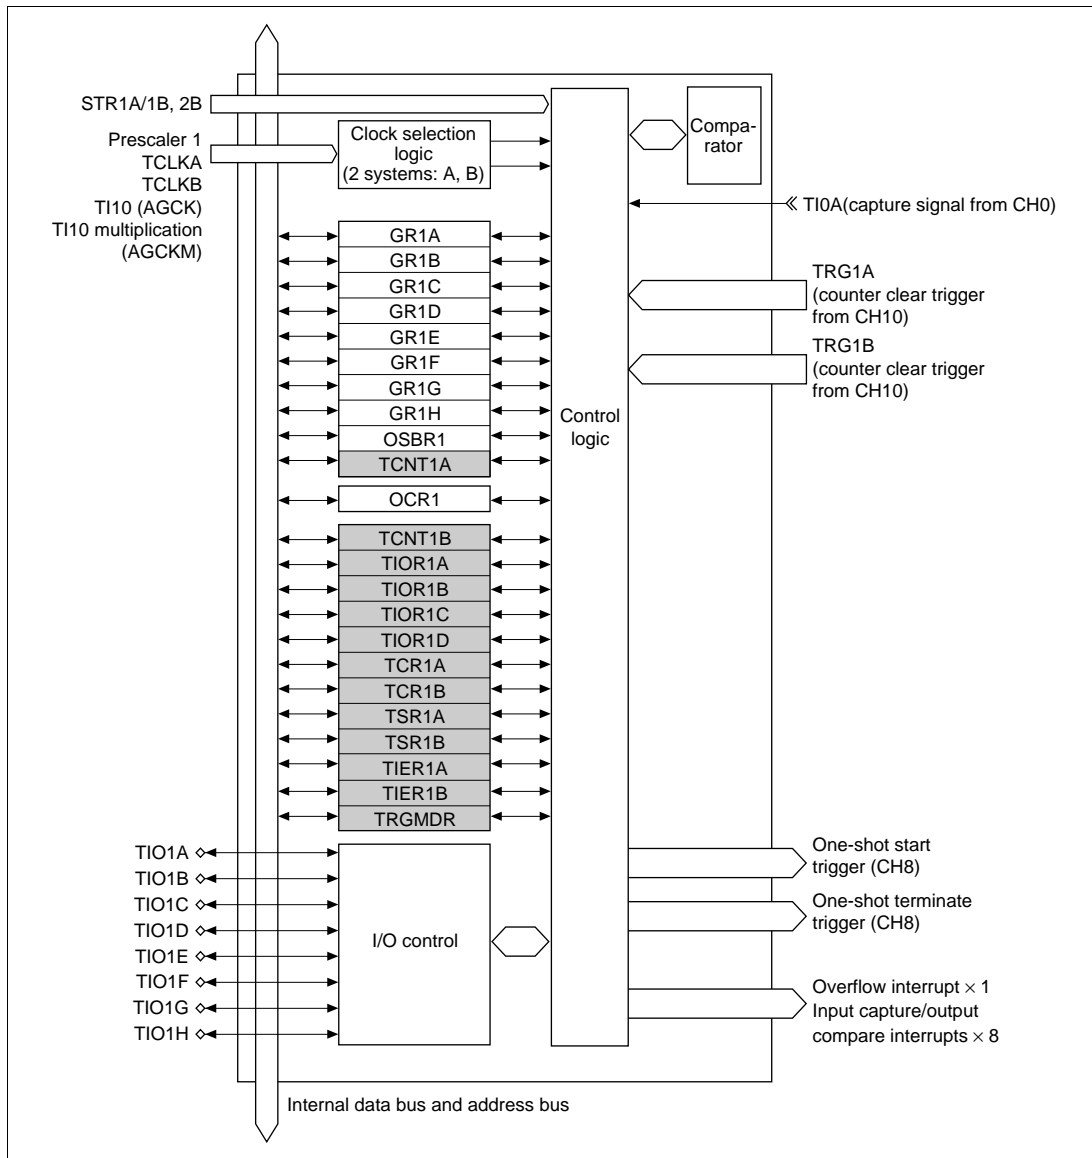 STR1A/1B, 2B
Prescaler 1
TCLKA
TCLKB
TI10 (AGCK)
TI10 multiplication
(AGCKM)
Clock selection
logic
(2 systems: A, B)
Compa-
rator
TI0A(capture signal from CH0)
TRG1A
(counter clear trigger
from CH10)
TRG1B
(counter clear trigger
from CH10)
GR1A
GR1B
GR1C
GR1D
GR1E
GR1F
GR1G
GR1H
OSBR1
TCNT1A
OCR1
TCNT1B
TIOR1A
TIOR1B
TIOR1C
TIOR1D
TCR1A
TCR1B
TSR1A
TSR1B
TIER1A
TIER1B
TRGMDR
Control
logic
TIO1A
TIO1B
TIO1C
TIO1D
TIO1E
TIO1F
TIO1G
TIO1H
I/O control
One-shot start
trigger (CH8)
One-shot terminate
trigger (CH8)
Overflow interrupt × 1
Input capture/output
compare interrupts × 8
Internal data bus and address bus